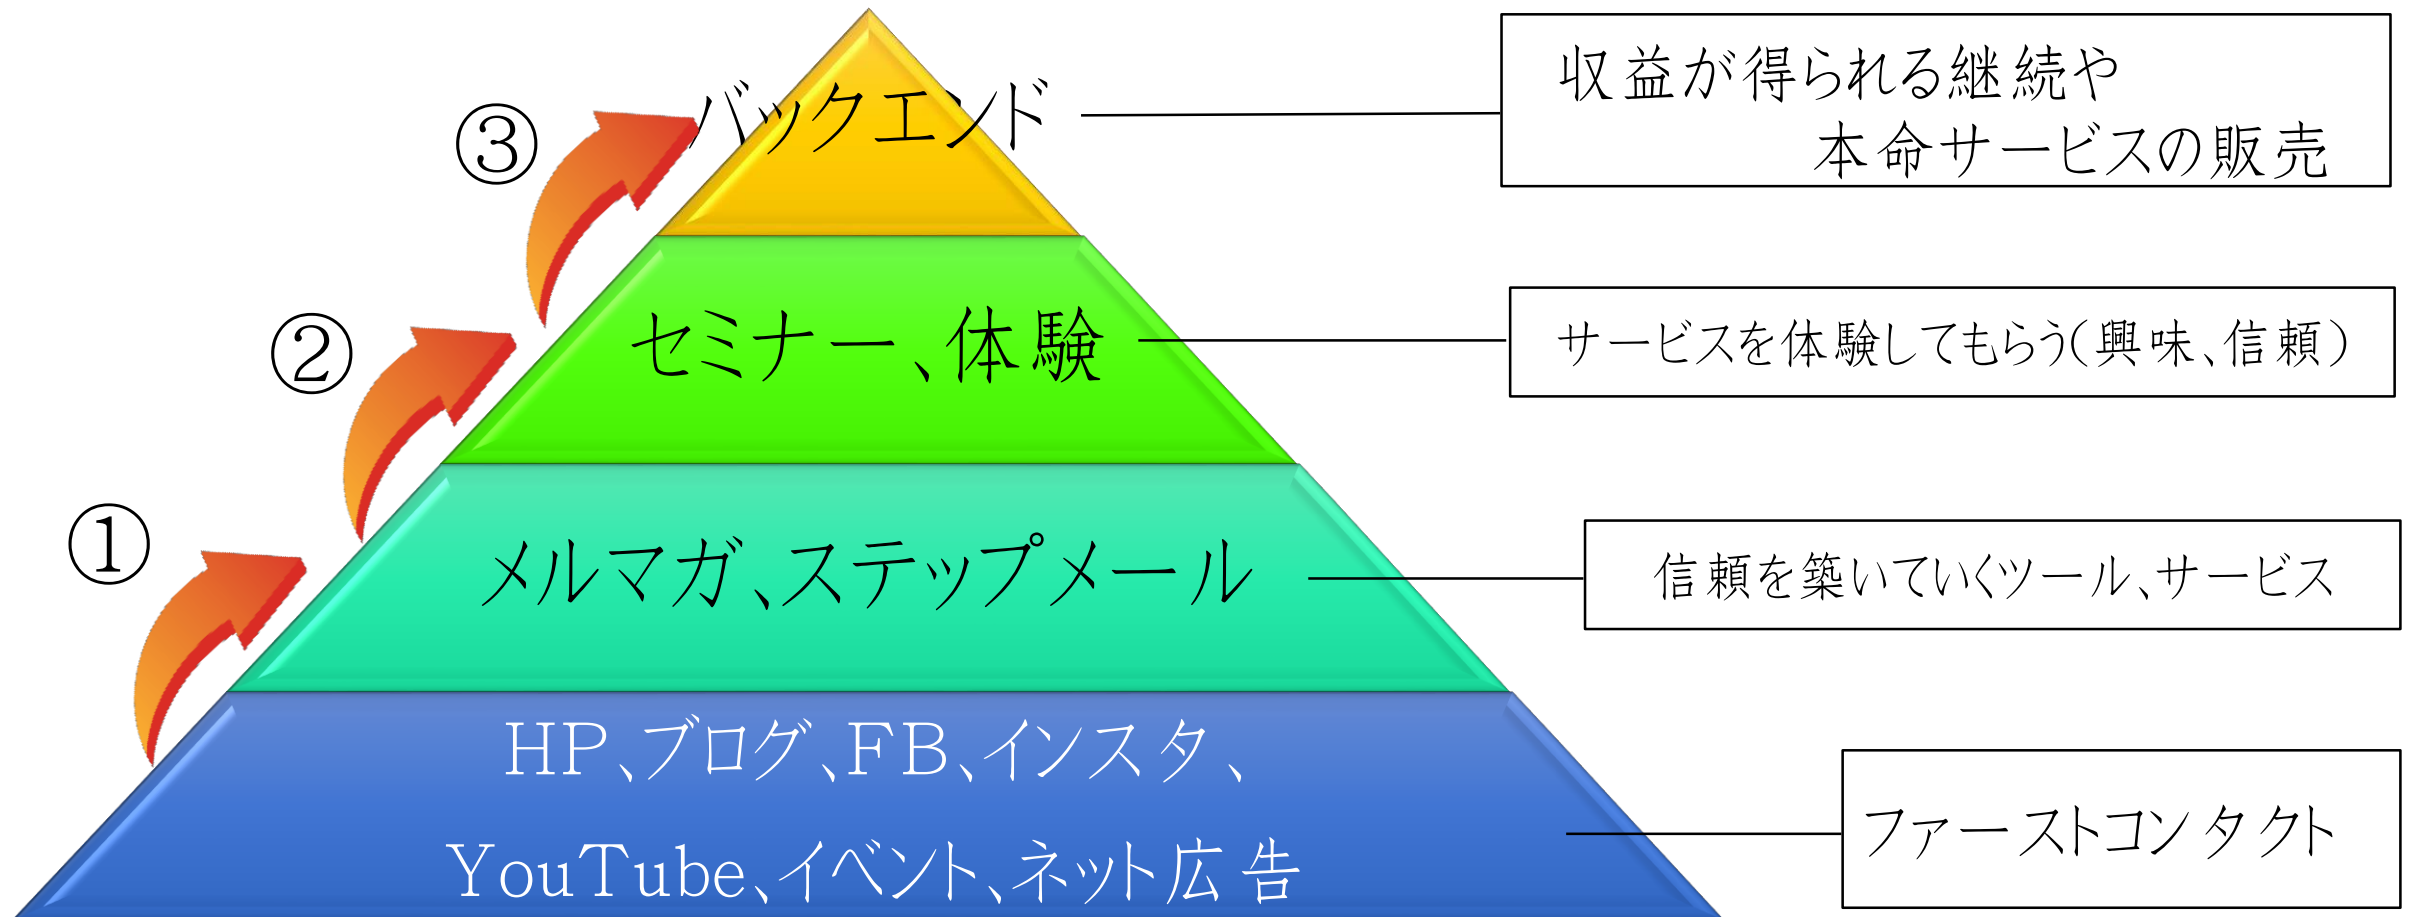 ③
バックエンド
収益が得られる継続や
本命サービスの販売
②
セミナー、体験
サービスを体験してもらう(興味、信頼)
①
メルマガ、ステップメール
信頼を築いていくツール、サービス
HP、ブログ、FB、インスタ、
YouTube、イベント、ネット広告
ファーストコンタクト